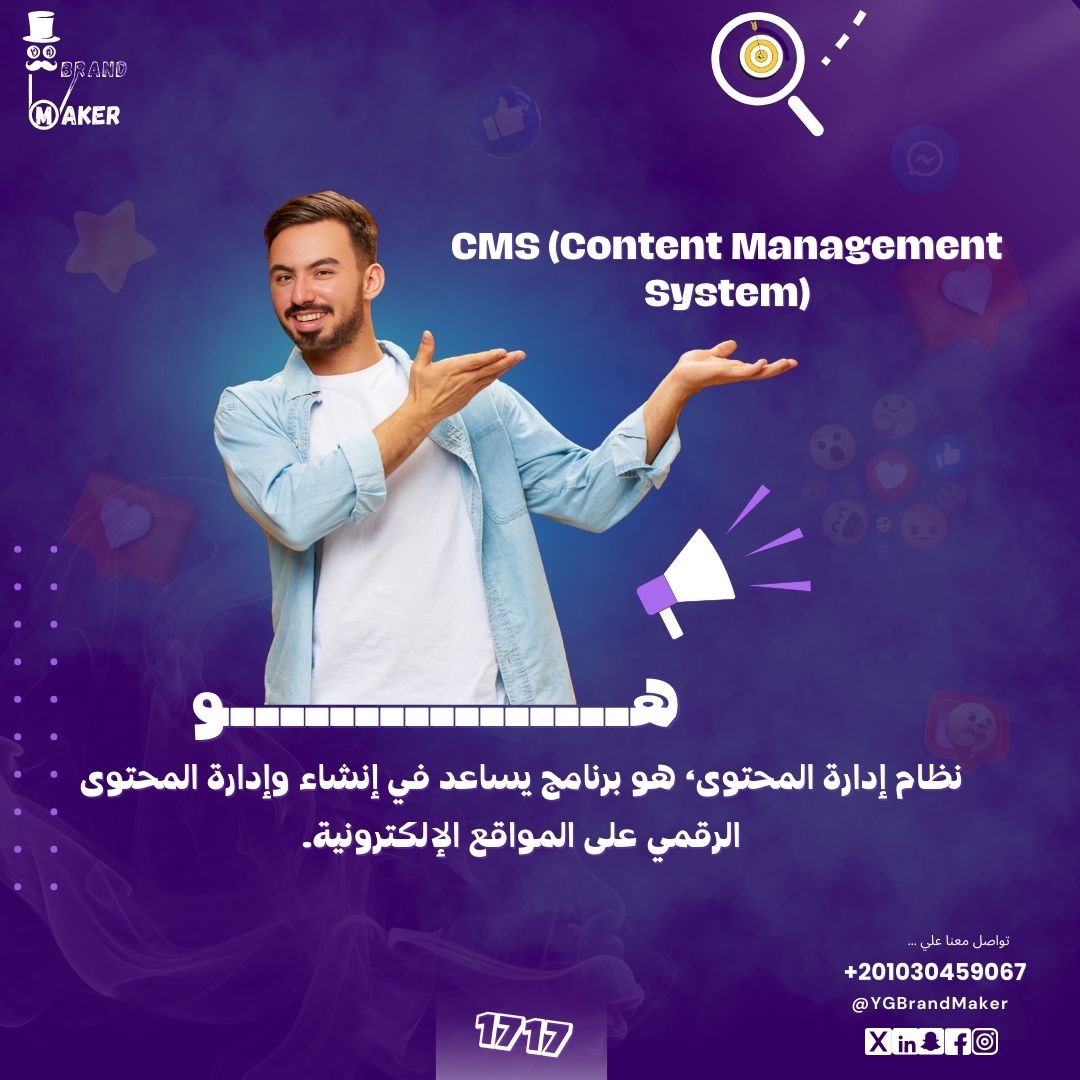 BRAND
MAKER
CMS (Content Management
System)
هـــــــــــــــــو
نظام إدارة المحتوى، هو برنامج يساعد في إنشاء وإدارة المحتوى
الرقمي على المواقع الإلكترونية.
تواصل معنا علي ...
+201030459067
@YGBrandMaker
1717